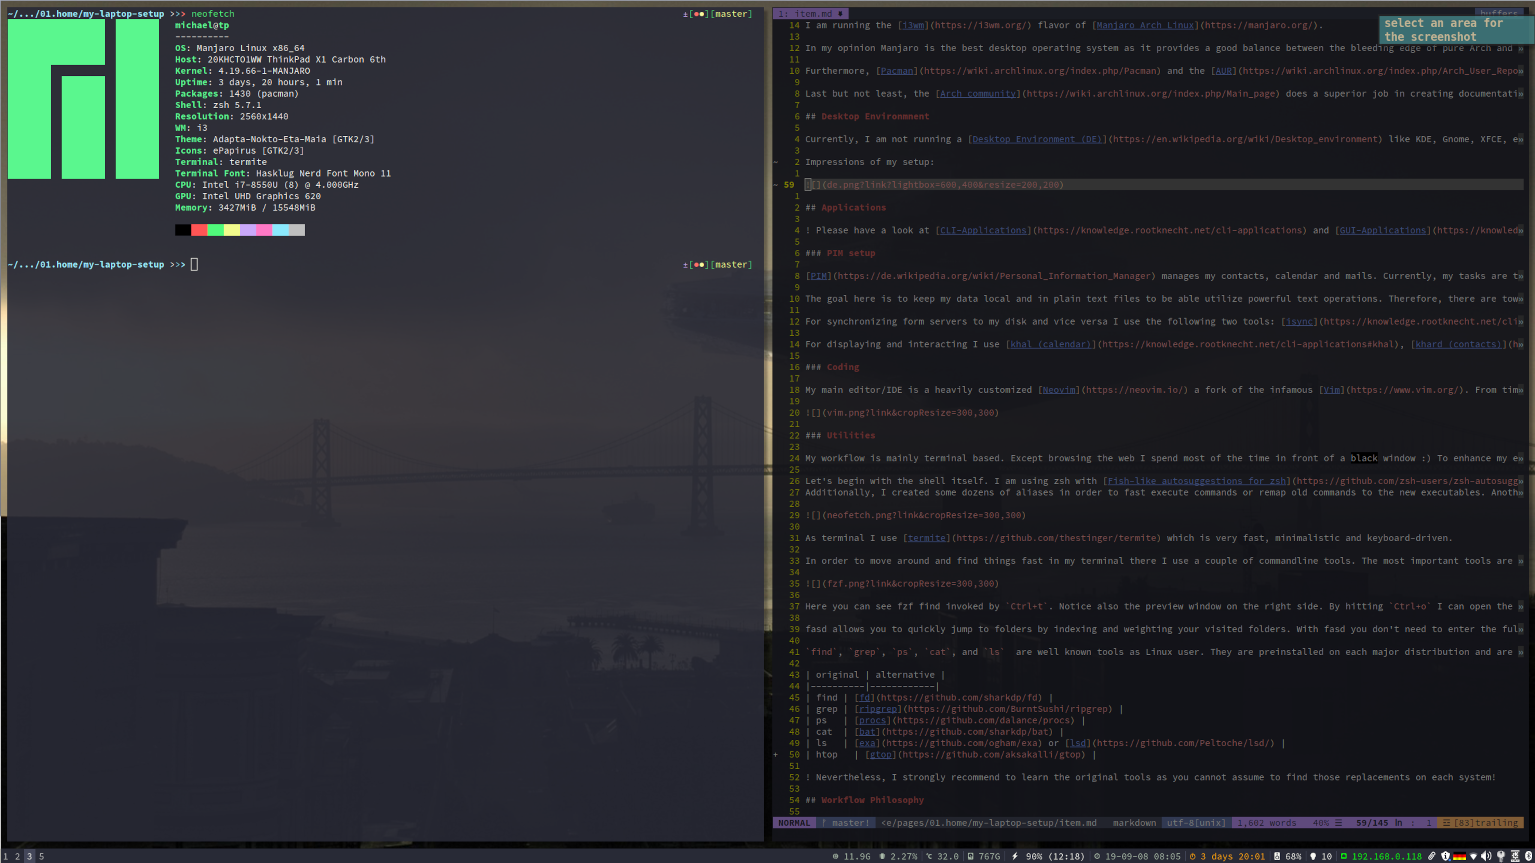 ~/.../01.home/my-laptop-setup >>> neofetch ±[●●][master]
michael@tp
----------
OS: Manjaro Linux x86_64
Host: 20KHCTO1WW ThinkPad X1 Carbon 6th
Kernel: 4.19.66-1-MANJARO
Uptime: 3 days, 20 hours, 1 min
Packages: 1430 (pacman)
Shell: zsh 5.7.1
Resolution: 2560x1440
WM: i3
Theme: Adapta-Nokto-Eta-Maia [GTK2/3]
Icons: ePapirus [GTK2/3]
Terminal: termite
Terminal Font: Hasklug Nerd Font Mono 11
CPU: Intel i7-8550U (8) @ 4.000GHz
GPU: Intel UHD Graphics 620
Memory: 3427MiB / 15548MiB
~/.../01.home/my-laptop-setup >>> ±[●●][master]
1: item.md ● buffers
select an area for
the screenshot
14 I am running the [i3wm](https://i3wm.org/) flavor of [Manjaro Arch Linux](https://manjaro.org/).
13
12 In my opinion Manjaro is the best desktop operating system as it provides a good balance between the bleeding edge of pure Arch and »
11
10 Furthermore, [Pacman](https://wiki.archlinux.org/index.php/Pacman) and the [AUR](https://wiki.archlinux.org/index.php/Arch_User_Repo»
9
8 Last but not least, the [Arch community](https://wiki.archlinux.org/index.php/Main_page) does a superior job in creating documentati»
7
6 ## Desktop Environmnent
5
4 Currently, I am not running a [Desktop Environment (DE)](https://en.wikipedia.org/wiki/Desktop_environment) like KDE, Gnome, XFCE, e»
3
~ 2 Impressions of my setup:
1
~ 59 ![](de.png?link?lightbox=600,400&resize=200,200)
1
2 ## Applications
3
4 ! Please have a look at [CLI-Applications](https://knowledge.rootknecht.net/cli-applications) and [GUI-Applications](https://knowled»
5
6 ### PIM setup
7
8 [PIM](https://de.wikipedia.org/wiki/Personal_Information_Manager) manages my contacts, calendar and mails. Currently, my tasks are t»
9
10 The goal here is to keep my data local and in plain text files to be able utilize powerful text operations. Therefore, there are tow»
11
12 For synchronizing form servers to my disk and vice versa I use the following two tools: [isync](https://knowledge.rootknecht.net/cli»
13
14 For displaying and interacting I use [khal (calendar)](https://knowledge.rootknecht.net/cli-applications#khal), [khard (contacts)](h»
15
16 ### Coding
17
18 My main editor/IDE is a heavily customized [Neovim](https://neovim.io/) a fork of the infamous [Vim](https://www.vim.org/). From tim»
19
20 ![](vim.png?link&cropResize=300,300)
21
22 ### Utilities
23
24 My workflow is mainly terminal based. Except browsing the web I spend most of the time in front of a black window :) To enhance my e»
25
26 Let's begin with the shell itself. I am using zsh with [Fish-like autosuggestions for zsh](https://github.com/zsh-users/zsh-autosugg»
27 Additionally, I created some dozens of aliases in order to fast execute commands or remap old commands to the new executables. Anoth»
28
29 ![](neofetch.png?link&cropResize=300,300)
30
31 As terminal I use [termite](https://github.com/thestinger/termite) which is very fast, minimalistic and keyboard-driven.
32
33 In order to move around and find things fast in my terminal there I use a couple of commandline tools. The most important tools are »
34
35 ![](fzf.png?link&cropResize=300,300)
36
37 Here you can see fzf find invoked by `Ctrl+t`. Notice also the preview window on the right side. By hitting `Ctrl+o` I can open the »
38
39 fasd allows you to quickly jump to folders by indexing and weighting your visited folders. With fasd you don't need to enter the ful»
40
41 `find`, `grep`, `ps`, `cat`, and `ls` are well known tools as Linux user. They are preinstalled on each major distribution and are »
42
43 | original | alternative |
44 |----------|------------|
45 | find | [fd](https://github.com/sharkdp/fd) |
46 | grep | [ripgrep](https://github.com/BurntSushi/ripgrep) |
47 | ps | [procs](https://github.com/dalance/procs) |
48 | cat | [bat](https://github.com/sharkdp/bat) |
49 | ls | [exa](https://github.com/ogham/exa) or [lsd](https://github.com/Peltoche/lsd/) |
+ 50 | htop | [gtop](https://github.com/aksakalli/gtop) |
51
52 ! Nevertheless, I strongly recommend to learn the original tools as you cannot assume to find those replacements on each system!
53
54 ## Workflow Philosophy
55
NORMAL master! <e/pages/01.home/my-laptop-setup/item.md markdown utf-8[unix] 1,602 words 40% ☰ 59/145 ln : 1 ☲ [83]trailing
1 2 3 5 11.9G 2.27% °C 32.0 767G 90% (12:18) 19-09-08 08:05 3 days 20:01 68% 10 192.168.0.118